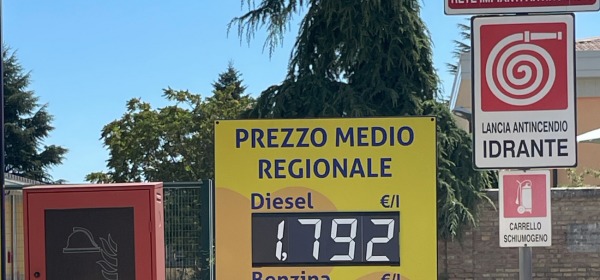 PREZZO MEDIO
REGIONALE
Diesel €/l
1,792
Benzina €/l
LANCIA ANTINCENDIO
IDRANTE
CARRELLO
SCHIUMOGENO